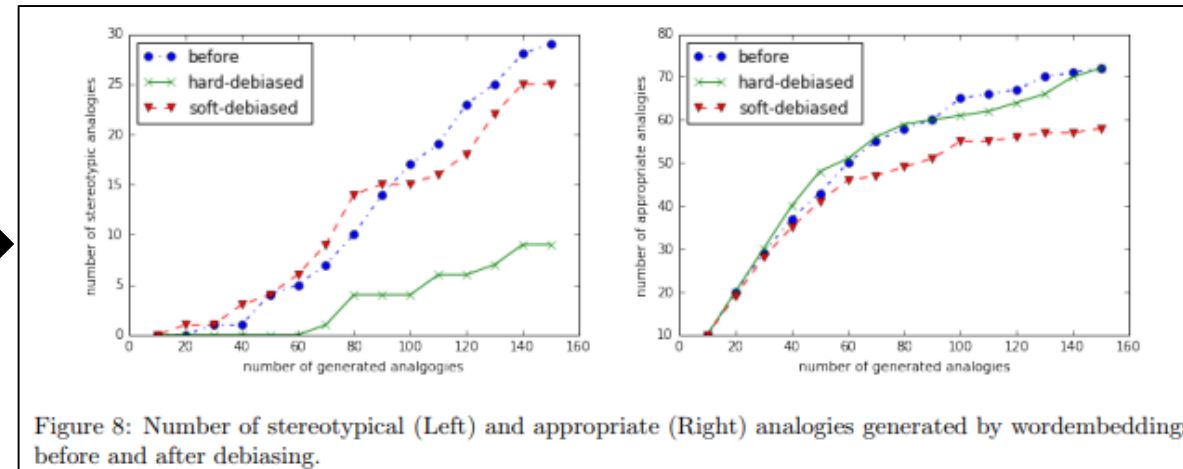 30
25
20
15
10
5
0
number of stereotypic analogies
before
hard-debiased
soft-debiased
0 20 40 60 80 100 120 140 160
number of generated analgogies
80
70
60
50
40
30
20
10
number of appropriate analogies
before
hard-debiased
soft-debiased
0 20 40 60 80 100 120 140 160
number of generated analogies
Figure 8: Number of stereotypical (Left) and appropriate (Right) analogies generated by wordembedding
before and after debiasing.